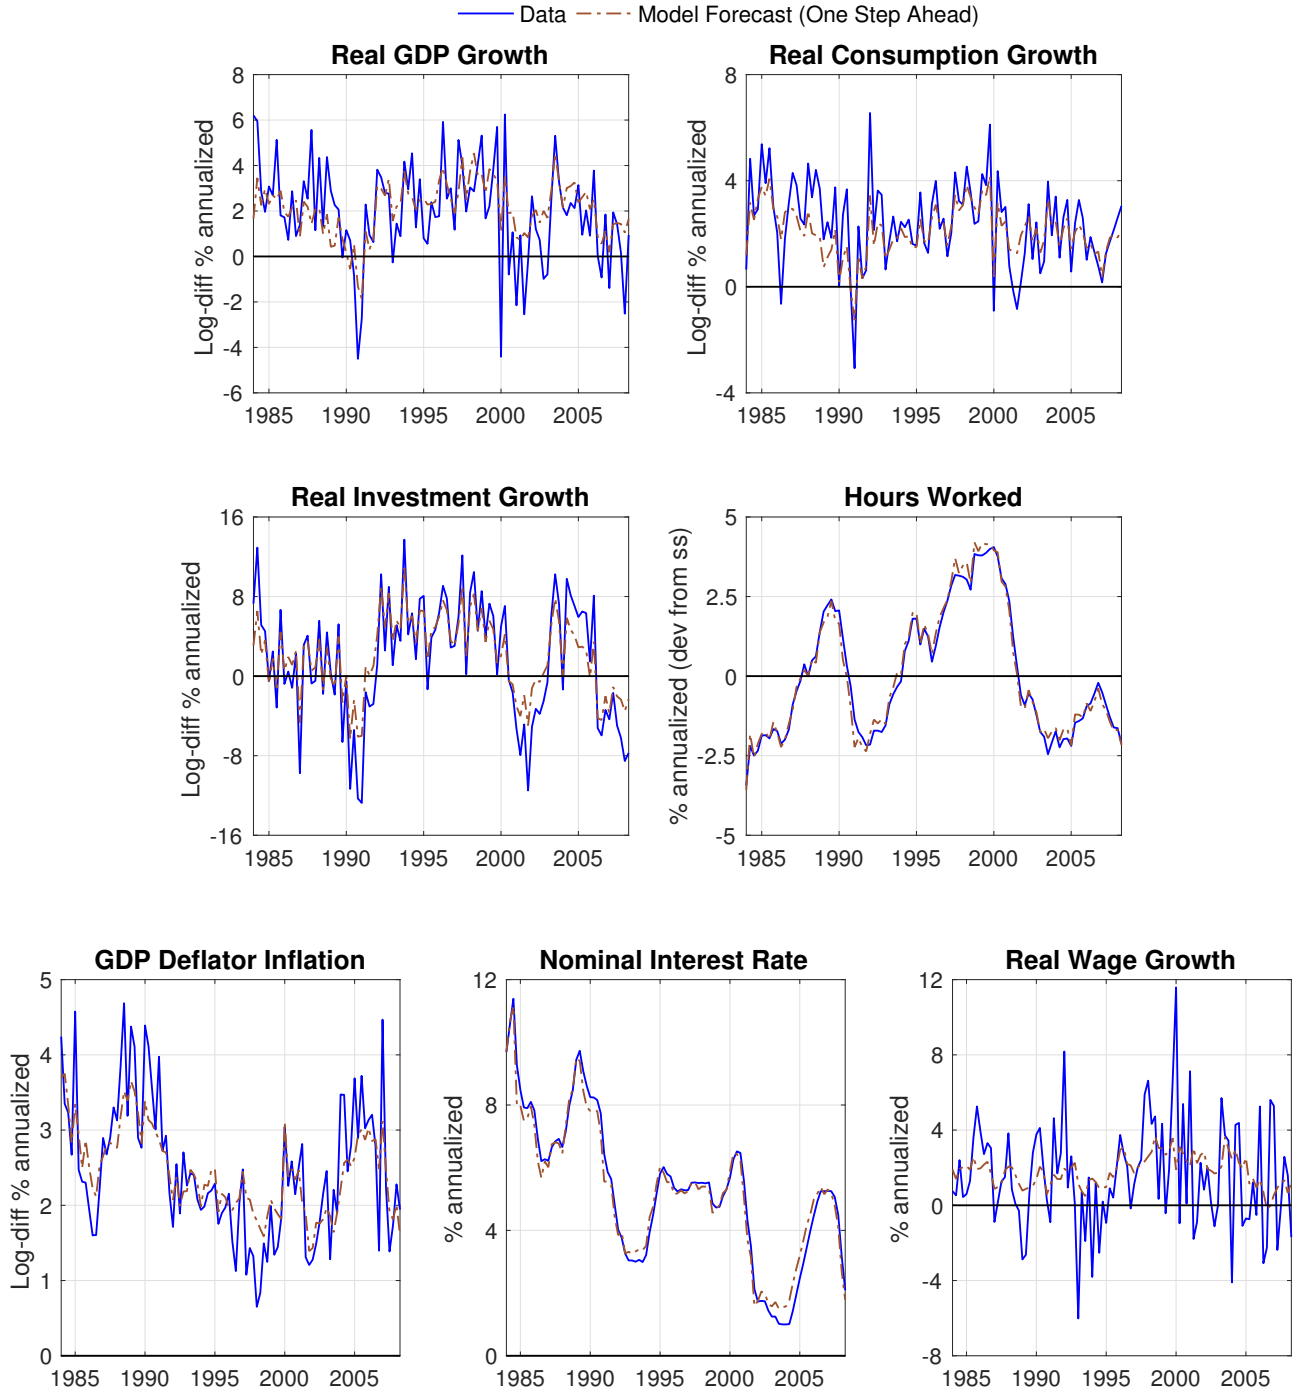 Data Model Forecast (One Step Ahead)
Real GDP Growth
Log-diff % annualized
8
6
4
2
0
-2
-4
-6
1985 1990 1995 2000 2005
Real Consumption Growth
Log-diff % annualized
8
4
0
-4
1985 1990 1995 2000 2005
Real Investment Growth
Log-diff % annualized
16
8
0
-8
-16
1985 1990 1995 2000 2005
Hours Worked
% annualized (dev from ss)
5
2.5
0
-2.5
-5
1985 1990 1995 2000 2005
GDP Deflator Inflation
Log-diff % annualized
5
4
3
2
1
0
1985 1990 1995 2000 2005
Nominal Interest Rate
% annualized
12
8
4
0
1985 1990 1995 2000 2005
Real Wage Growth
% annualized
12
8
4
0
-4
-8
1985 1990 1995 2000 2005